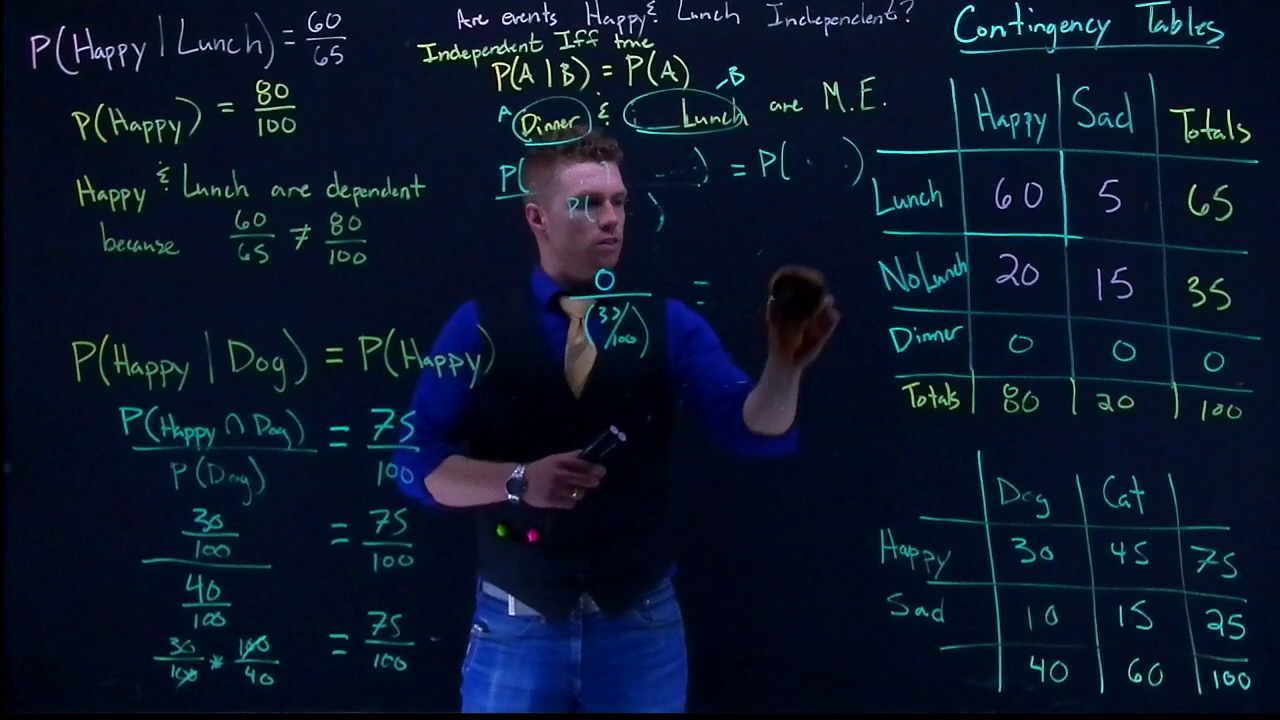 P(Happy | Lunch) = 60/65
P(Happy) = 80/100
Happy & Lunch are dependent
because 60/65 ≠ 80/100
P(Happy | Dog) = P(Happy)
P(Happy ∩ Dog) / P(Dog) = 75/100
30/100 / 40/100 = 75/100
30/100 * 100/40 = 75/100
Are events Happy & Lunch Independent?
Independent Iff true
P(A | B) = P(A)
A Dinner & Lunch B are M.E.
P( ) = P( )
P( )
0 / (35/100) =
Contingency Tables
Happy Sad Totals
Lunch 60 5 65
No Lunch 20 15 35
Dinner 0 0 0
Totals 80 20 100
Dog Cat
Happy 30 45 75
Sad 10 15 25
40 60 100